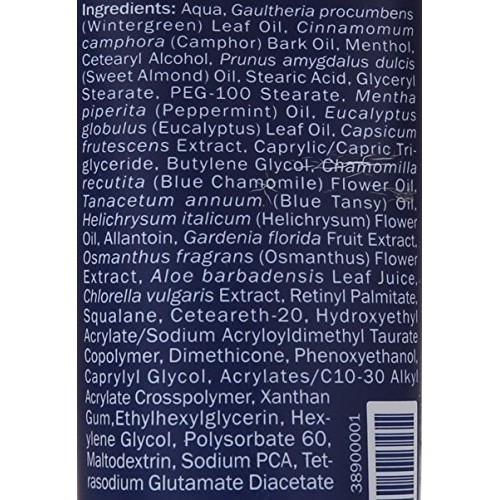 Ingredients: Aqua, Gaultheria procumbens
(Wintergreen) Leaf Oil, Cinnamomum
camphora (Camphor) Bark Oil, Menthol,
Cetearyl Alcohol, Prunus amygdalus dulcis
(Sweet Almond) Oil, Stearic Acid, Glyceryl
Stearate, PEG-100 Stearate, Mentha
piperita (Peppermint) Oil, Eucalyptus
globulus (Eucalyptus) Leaf Oil, Capsicum
frutescens Extract, Caprylic/Capric Tri-
glyceride, Butylene Glycol, Chamomilla
recutita (Blue Chamomile) Flower Oil,
Tanacetum annuum (Blue Tansy) Oil,
Helichrysum italicum (Helichrysum) Flower
Oil, Allantoin, Gardenia florida Fruit Extract,
Osmanthus fragrans (Osmanthus) Flower
Extract, Aloe barbadensis Leaf Juice,
Chlorella vulgaris Extract, Retinyl Palmitate,
Squalane, Ceteareth-20, Hydroxyethyl
Acrylate/Sodium Acryloyldimethyl Taurate
Copolymer, Dimethicone, Phenoxyethanol,
Caprylyl Glycol, Acrylates/C10-30 Alkyl
Acrylate Crosspolymer, Xanthan
Gum,Ethylhexylglycerin, Hex-
ylene Glycol, Polysorbate 60,
Maltodextrin, Sodium PCA, Tet-
rasodium Glutamate Diacetate
38900001